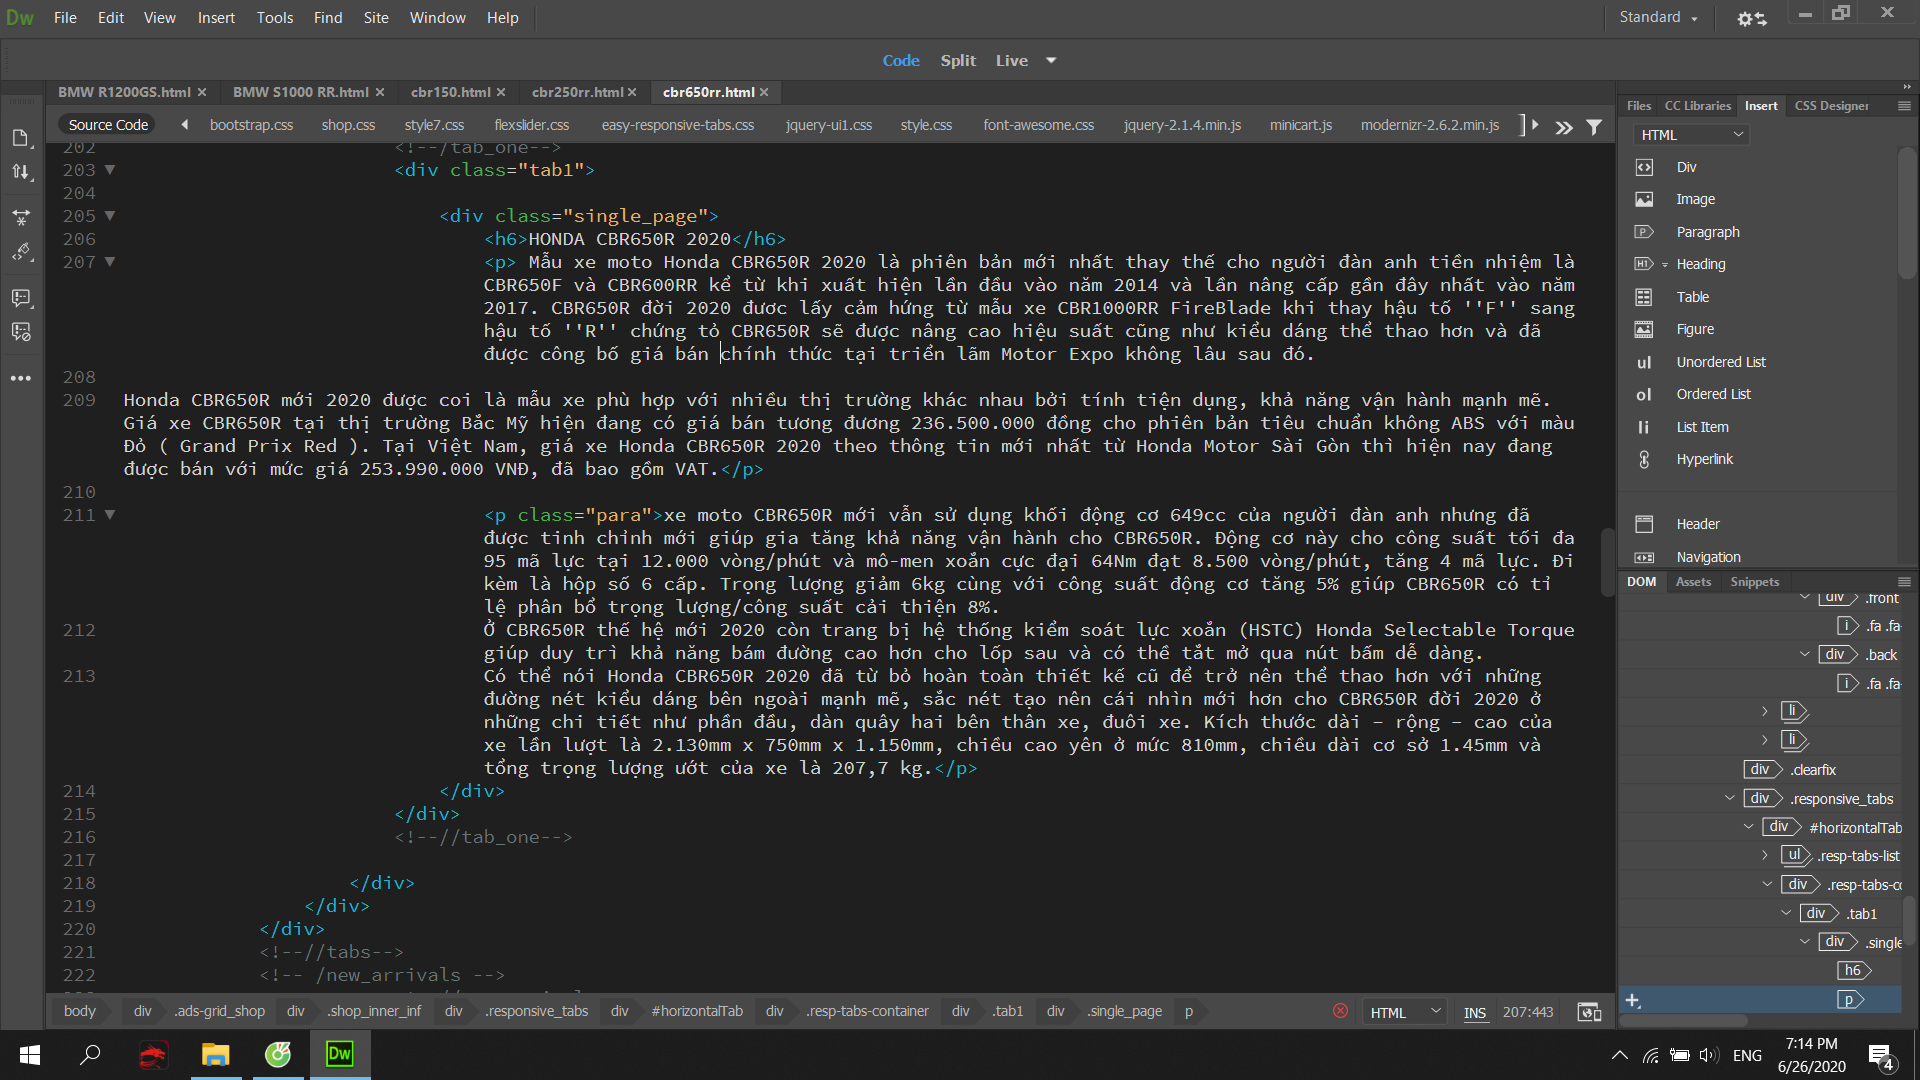 Dw File Edit View Insert Tools Find Site Window Help Standard
Code Split Live
BMW R1200GS.html BMW S1000 RR.html cbr150.html cbr250rr.html cbr650rr.html
Source Code bootstrap.css shop.css style7.css flexslider.css easy-responsive-tabs.css jquery-ui1.css style.css font-awesome.css jquery-2.1.4.min.js minicart.js modernizr-2.6.2.min.js
202 <!--/tab_one-->
203 <div class="tab1">
204
205 <div class="single_page">
206 <h6>HONDA CBR650R 2020</h6>
207 <p> Mẫu xe moto Honda CBR650R 2020 là phiên bản mới nhất thay thế cho người đàn anh tiền nhiệm là
CBR650F và CBR600RR kể từ khi xuất hiện lần đầu vào năm 2014 và lần nâng cấp gần đây nhất vào năm
2017. CBR650R đời 2020 đươc lấy cảm hứng từ mẫu xe CBR1000RR FireBlade khi thay hậu tố ''F'' sang
hậu tố ''R'' chứng tỏ CBR650R sẽ được nâng cao hiệu suất cũng như kiểu dáng thể thao hơn và đã
được công bố giá bán chính thức tại triển lãm Motor Expo không lâu sau đó.
208
209 Honda CBR650R mới 2020 được coi là mẫu xe phù hợp với nhiều thị trường khác nhau bởi tính tiện dụng, khả năng vận hành mạnh mẽ.
Giá xe CBR650R tại thị trường Bắc Mỹ hiện đang có giá bán tương đương 236.500.000 đồng cho phiên bản tiêu chuẩn không ABS với màu
Đỏ ( Grand Prix Red ). Tại Việt Nam, giá xe Honda CBR650R 2020 theo thông tin mới nhất từ Honda Motor Sài Gòn thì hiện nay đang
được bán với mức giá 253.990.000 VNĐ, đã bao gồm VAT.</p>
210
211 <p class="para">xe moto CBR650R mới vẫn sử dụng khối động cơ 649cc của người đàn anh nhưng đã
được tinh chỉnh mới giúp gia tăng khả năng vận hành cho CBR650R. Động cơ này cho công suất tối đa
95 mã lực tại 12.000 vòng/phút và mô-men xoắn cực đại 64Nm đạt 8.500 vòng/phút, tăng 4 mã lực. Đi
kèm là hộp số 6 cấp. Trọng lượng giảm 6kg cùng với công suất động cơ tăng 5% giúp CBR650R có tỉ
lệ phân bổ trọng lượng/công suất cải thiện 8%.
212 Ở CBR650R thế hệ mới 2020 còn trang bị hệ thống kiểm soát lực xoắn (HSTC) Honda Selectable Torque
giúp duy trì khả năng bám đường cao hơn cho lốp sau và có thể tắt mở qua nút bấm dễ dàng.
213 Có thể nói Honda CBR650R 2020 đã từ bỏ hoàn toàn thiết kế cũ để trở nên thể thao hơn với những
đường nét kiểu dáng bên ngoài mạnh mẽ, sắc nét tạo nên cái nhìn mới hơn cho CBR650R đời 2020 ở
những chi tiết như phần đầu, dàn quây hai bên thân xe, đuôi xe. Kích thước dài – rộng – cao của
xe lần lượt là 2.130mm x 750mm x 1.150mm, chiều cao yên ở mức 810mm, chiều dài cơ sở 1.45mm và
tổng trọng lượng ướt của xe là 207,7 kg.</p>
214 </div>
215 </div>
216 <!--//tab_one-->
217
218 </div>
219 </div>
220 </div>
221 <!--//tabs-->
222 <!-- /new_arrivals -->
body div .ads-grid_shop div .shop_inner_inf div .responsive_tabs div #horizontalTab div .resp-tabs-container div .tab1 div .single_page p HTML INS 207:443
Files CC Libraries Insert CSS Designer
HTML
Div
Image
P Paragraph
H1 Heading
Table
Figure
ul Unordered List
ol Ordered List
li List Item
Hyperlink
Header
Navigation
DOM Assets Snippets
div .front
i .fa .fa-
div .back
i .fa .fa-
li
li
div .clearfix
div .responsive_tabs
div #horizontalTab
ul .resp-tabs-list
div .resp-tabs-co
div .tab1
div .single
h6
p
Dw ENG 7:14 PM
6/26/2020 4